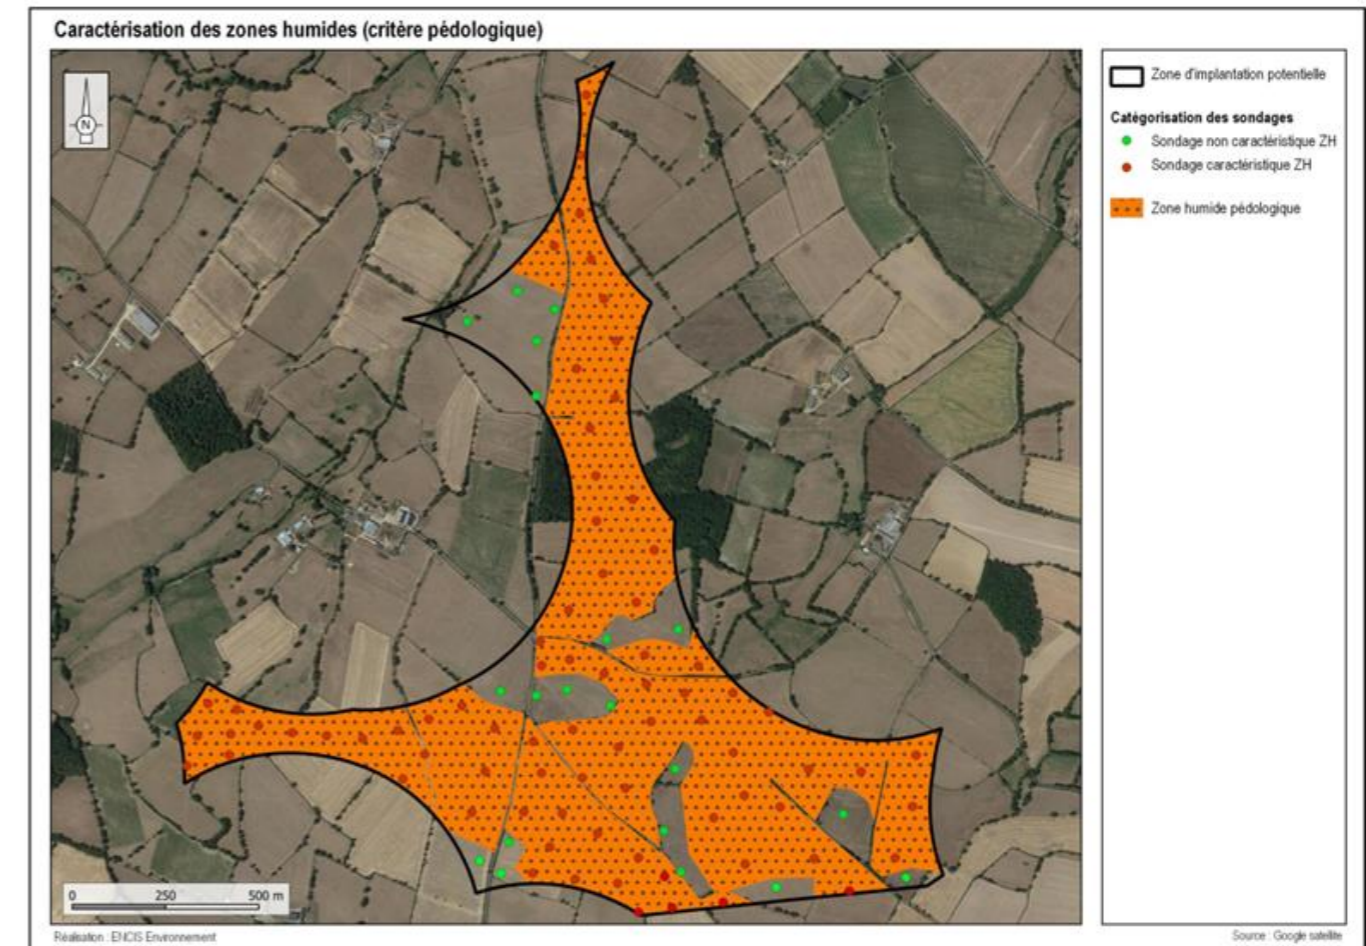 Caractérisation des zones humides (critère pédologique)
N
Zone d'implantation potentielle
Catégorisation des sondages
Sondage non caractéristique ZH
Sondage caractéristique ZH
Zone humide pédologique
0 250 500 m
Réalisation : ENCIS Environnement
Source : Google satellite